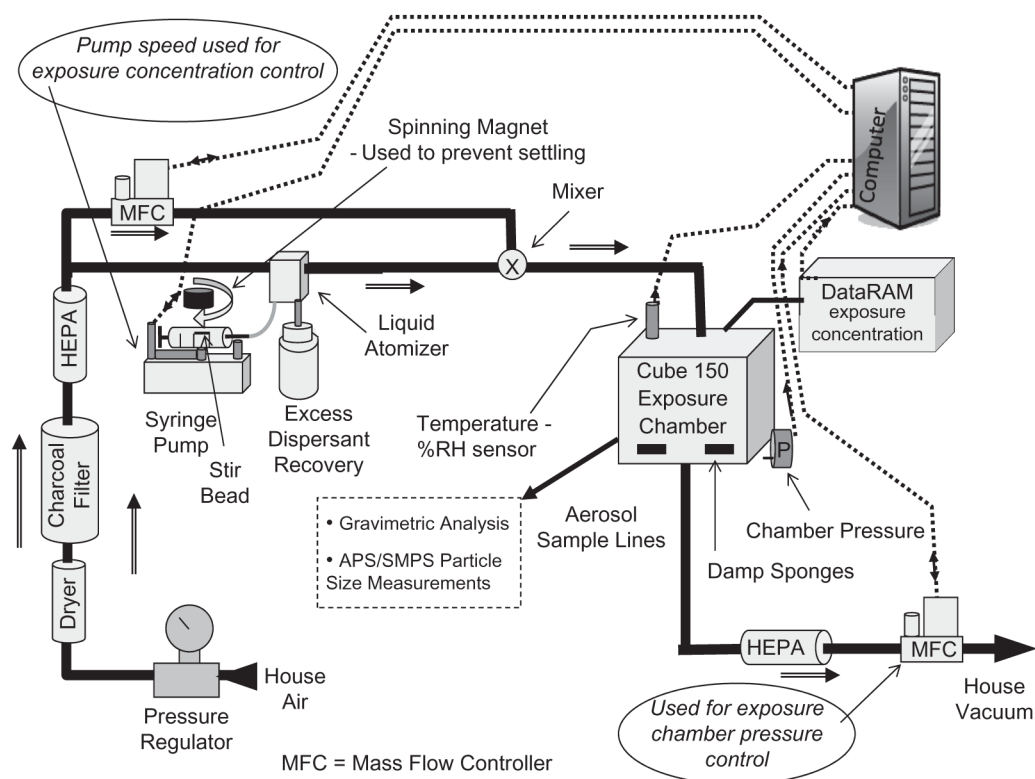 Pump speed used for
exposure concentration control
Spinning Magnet
- Used to prevent settling
Computer
MFC
Mixer
X
HEPA
Liquid
Atomizer
DataRAM
exposure
concentration
Syringe
Pump
Stir
Bead
Excess
Dispersant
Recovery
Temperature -
%RH sensor
Cube 150
Exposure
Chamber
P
Charcoal
Filter
• Gravimetric Analysis
• APS/SMPS Particle
Size Measurements
Aerosol
Sample Lines
Chamber Pressure
Damp Sponges
Dryer
House
Air
Pressure
Regulator
HEPA
MFC
House
Vacuum
Used for exposure
chamber pressure
control
MFC = Mass Flow Controller